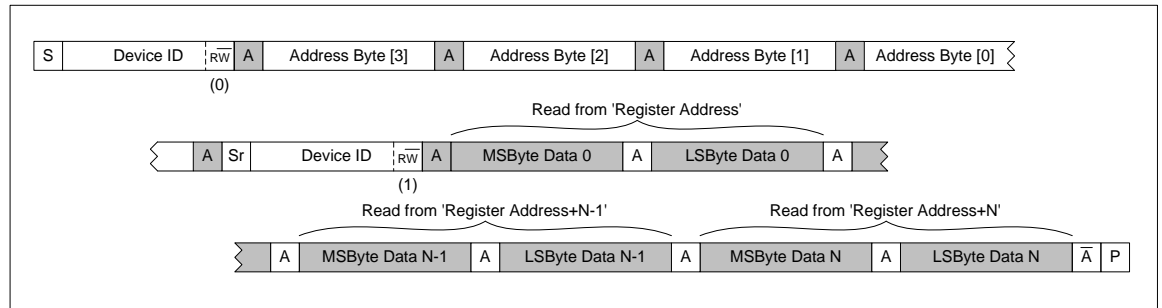 S Device ID RW̅ A Address Byte [3] A Address Byte [2] A Address Byte [1] A Address Byte [0]
(0)
Read from 'Register Address'
A Sr Device ID RW̅ A MSByte Data 0 A LSByte Data 0 A
(1)
Read from 'Register Address+N-1' Read from 'Register Address+N'
A MSByte Data N-1 A LSByte Data N-1 A MSByte Data N A LSByte Data N A̅ P